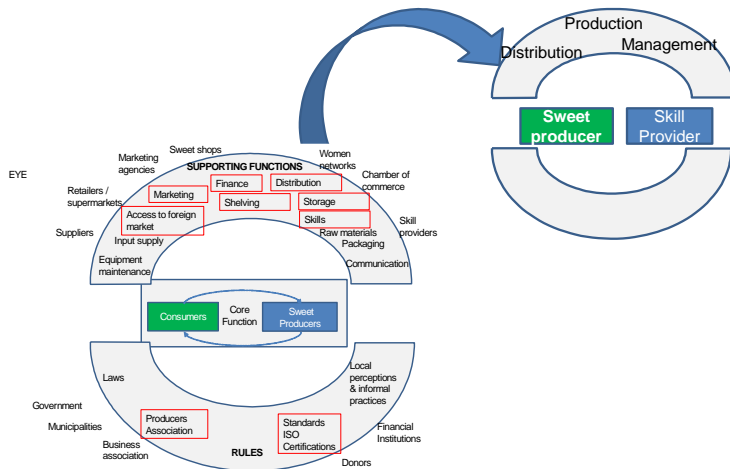 Production
Distribution
Management
Sweet
producer
Skill
Provider
EYE
Marketing
agencies
Sweet shops
Women
networks
Chamber of
commerce
Retailers /
supermarkets
Suppliers
SUPPORTING FUNCTIONS
Finance
Distribution
Marketing
Shelving
Storage
Access to foreign
market
Skills
Skill
providers
Input supply
Raw materials
Packaging
Equipment
maintenance
Communication
Consumers
Core
Function
Sweet
Producers
Laws
Local
perceptions
& informal
practices
Government
Municipalities
Business
association
Producers
Association
Standards
ISO
Certifications
Financial
Institutions
RULES
Donors